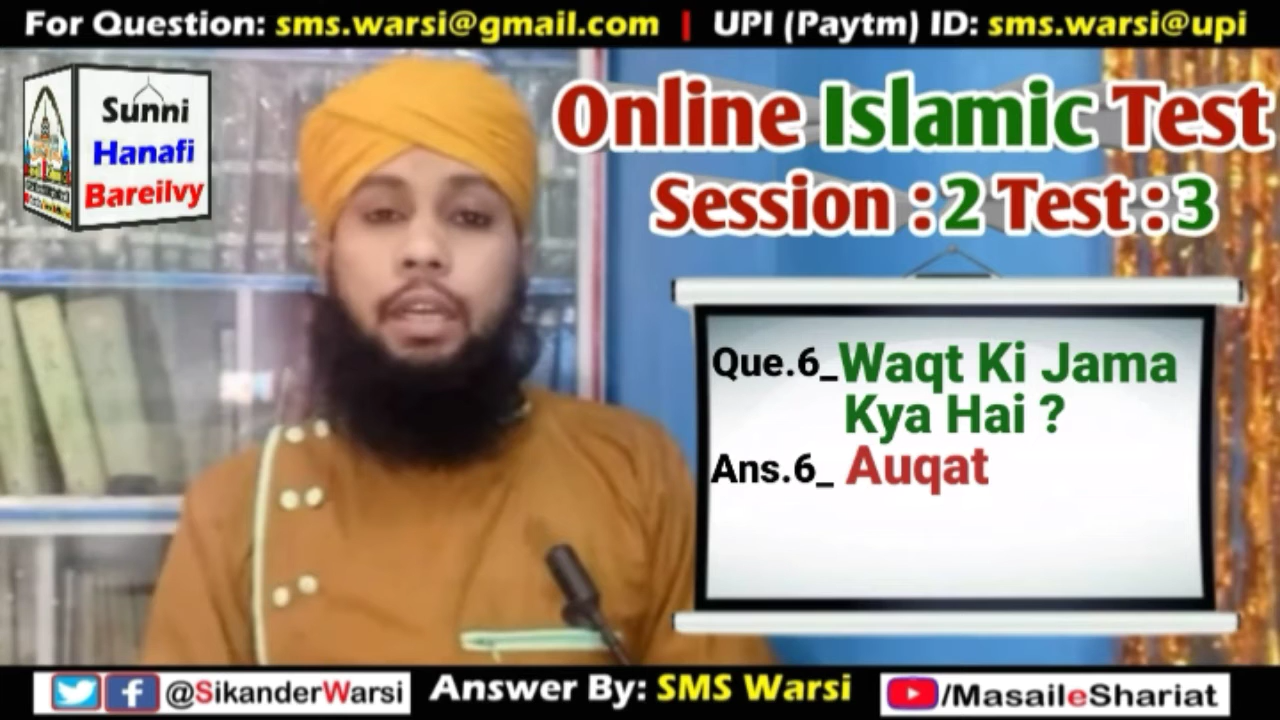 For Question: sms.warsi@gmail.com | UPI (Paytm) ID: sms.warsi@upi
Sunni
Hanafi
Bareilvy
Online Islamic Test
Session : 2 Test : 3
Que.6_Waqt Ki Jama
Kya Hai ?
Ans.6_ Auqat
@SikanderWarsi
Answer By: SMS Warsi
/MasaileShariat